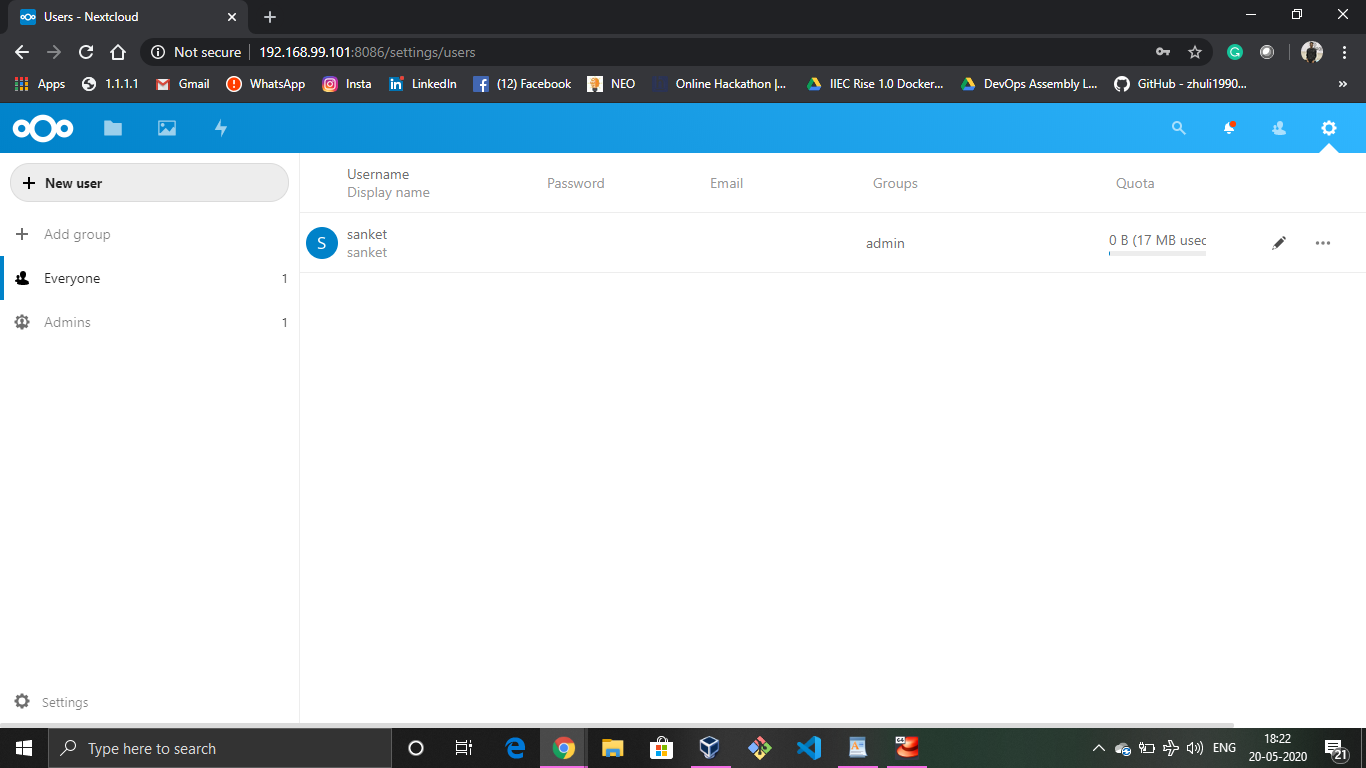 Users - Nextcloud
Not secure 192.168.99.101:8086/settings/users
Apps 1.1.1.1 Gmail WhatsApp Insta LinkedIn (12) Facebook NEO Online Hackathon |... IIEC Rise 1.0 Docker... DevOps Assembly L... GitHub - zhuli1990... »
New user
Username Password Email Groups Quota
Display name
Add group
S sanket admin 0 B (17 MB used
sanket
Everyone 1
Admins 1
Settings
Type here to search
64
ENG 18:22
20-05-2020
21